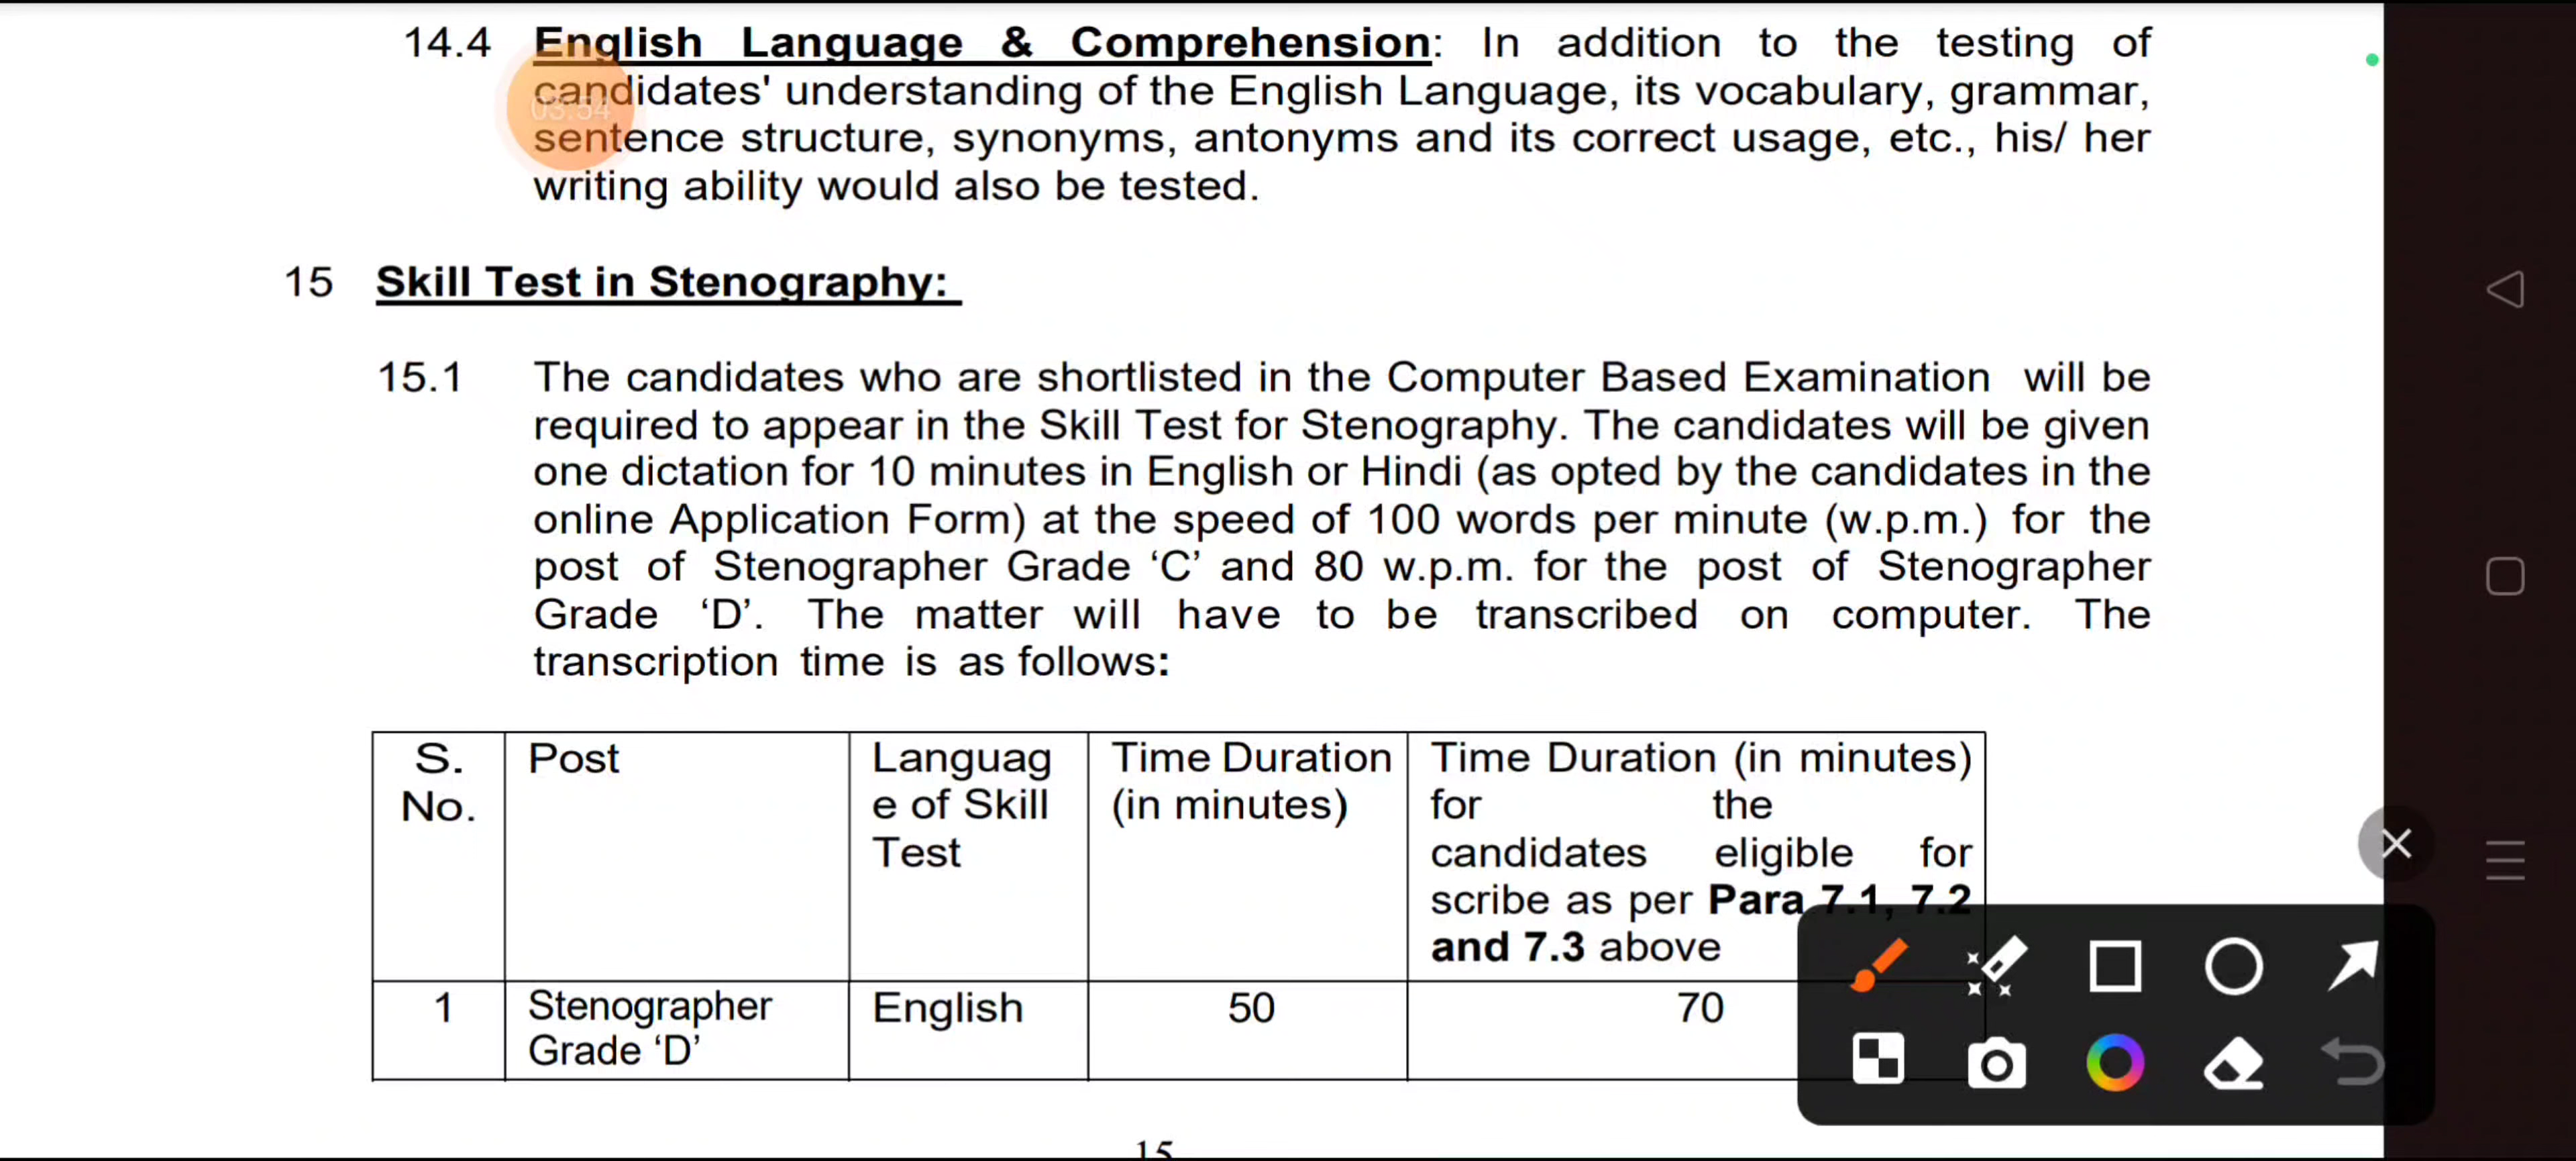 14.4 English Language & Comprehension: In addition to the testing of
candidates' understanding of the English Language, its vocabulary, grammar,
sentence structure, synonyms, antonyms and its correct usage, etc., his/ her
writing ability would also be tested.
03:54
15 Skill Test in Stenography:
15.1 The candidates who are shortlisted in the Computer Based Examination will be
required to appear in the Skill Test for Stenography. The candidates will be given
one dictation for 10 minutes in English or Hindi (as opted by the candidates in the
online Application Form) at the speed of 100 words per minute (w.p.m.) for the
post of Stenographer Grade ‘C’ and 80 w.p.m. for the post of Stenographer
Grade ‘D’. The matter will have to be transcribed on computer. The
transcription time is as follows:
S.
No.
Post
Languag
e of Skill
Test
Time Duration
(in minutes)
Time Duration (in minutes)
for the
candidates eligible for
scribe as per Para 7.1, 7.2
and 7.3 above
1
Stenographer
Grade ‘D’
English
50
70
15